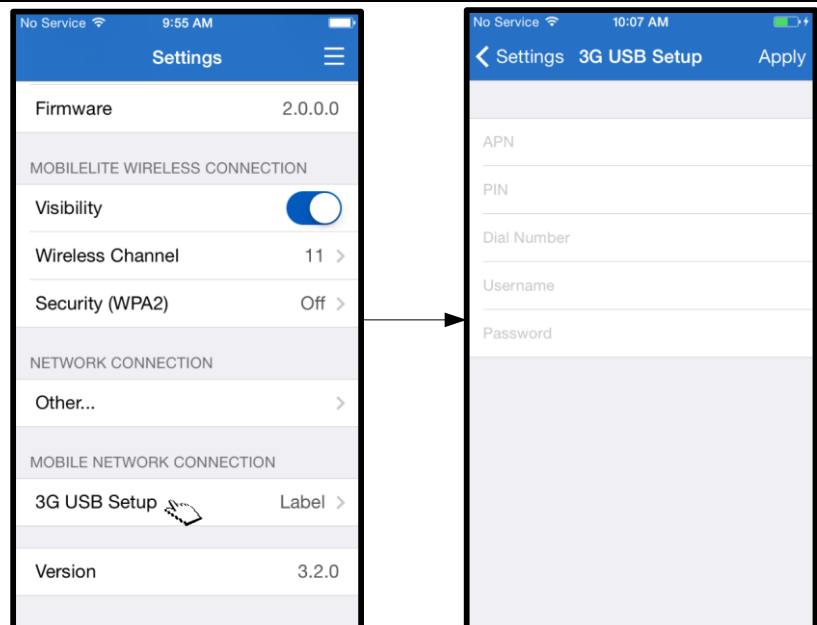 No Service 9:55 AM
Settings
Firmware 2.0.0.0
MOBILELITE WIRELESS CONNECTION
Visibility
Wireless Channel 11
Security (WPA2) Off
NETWORK CONNECTION
Other...
MOBILE NETWORK CONNECTION
3G USB Setup Label
Version 3.2.0
No Service 10:07 AM
Settings 3G USB Setup Apply
APN
PIN
Dial Number
Username
Password